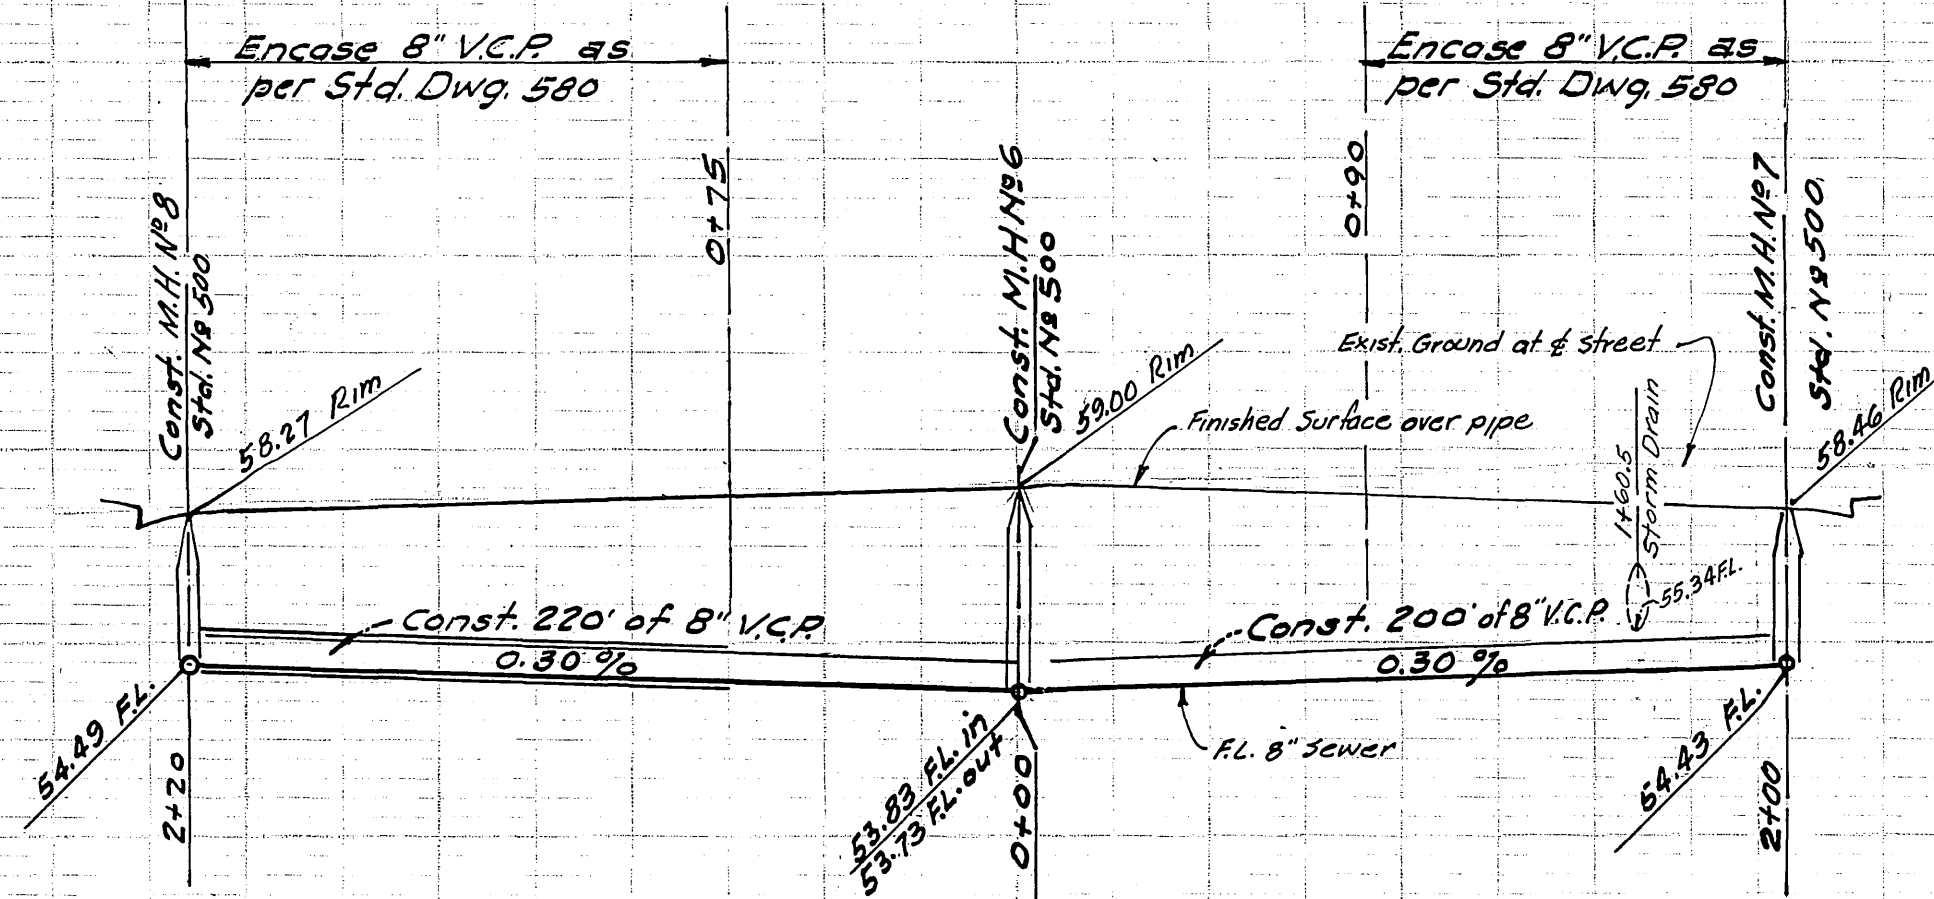 Encase 8" V.C.P. as
per Std. Dwg. 580
Encase 8" V.C.P. as
per Std. Dwg. 580
0+75
0+90
Const. M.H. Nº 8
Std. Nº 500
Const. M.H Nº 6
Std. Nº 500
Const. M.H. Nº 7
Std. Nº 500
58.27 Rim
59.00 Rim
58.46 Rim
Exist. Ground at ℄ street
Finished Surface over pipe
1+60.5
Storm Drain
55.34 F.L.
Const. 220' of 8" V.C.P.
0.30 %
Const. 200' of 8" V.C.P.
0.30 %
54.49 F.L.
2+20
53.83 F.L. in
53.73 F.L. out
0+00
F.L. 8" sewer
54.43 F.L.
2+00